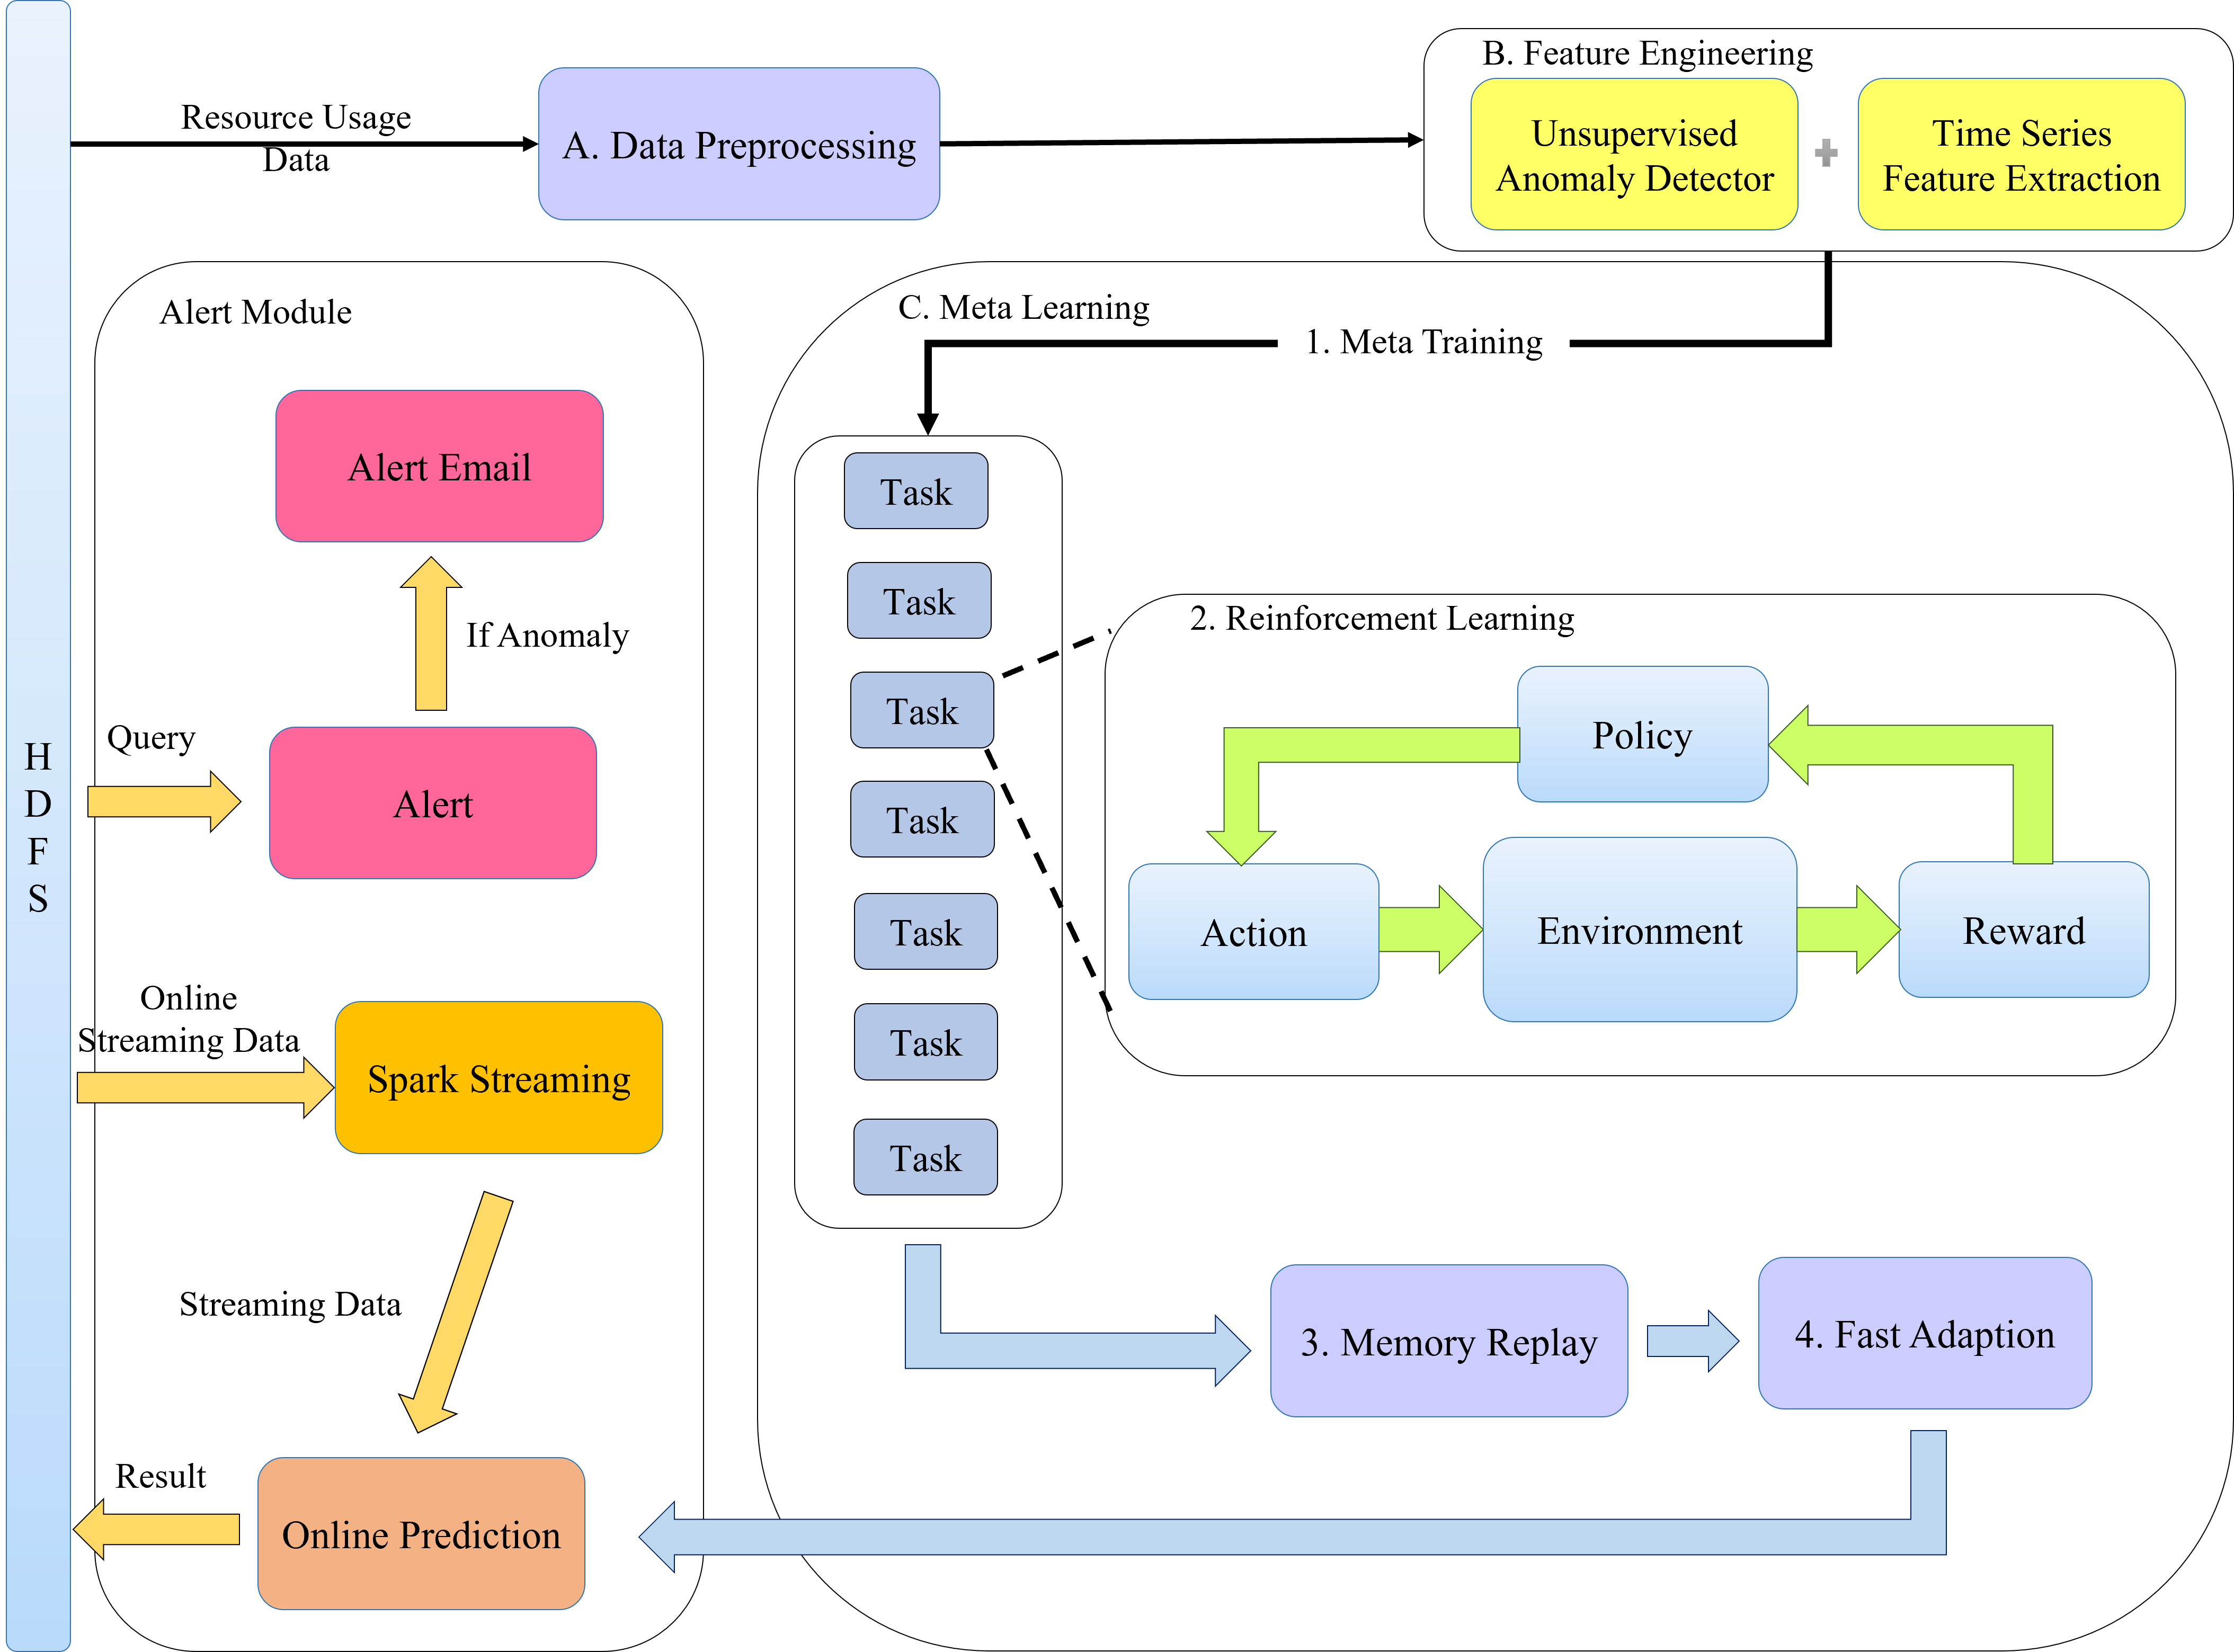 H
D
F
S
Resource Usage
Data
A. Data Preprocessing
B. Feature Engineering
Unsupervised
Anomaly Detector
Time Series
Feature Extraction
Alert Module
Alert Email
If Anomaly
Query
Alert
Online
Streaming Data
Spark Streaming
Streaming Data
Result
Online Prediction
C. Meta Learning
1. Meta Training
Task
Task
Task
Task
Task
Task
Task
2. Reinforcement Learning
Policy
Action
Environment
Reward
3. Memory Replay
4. Fast Adaption